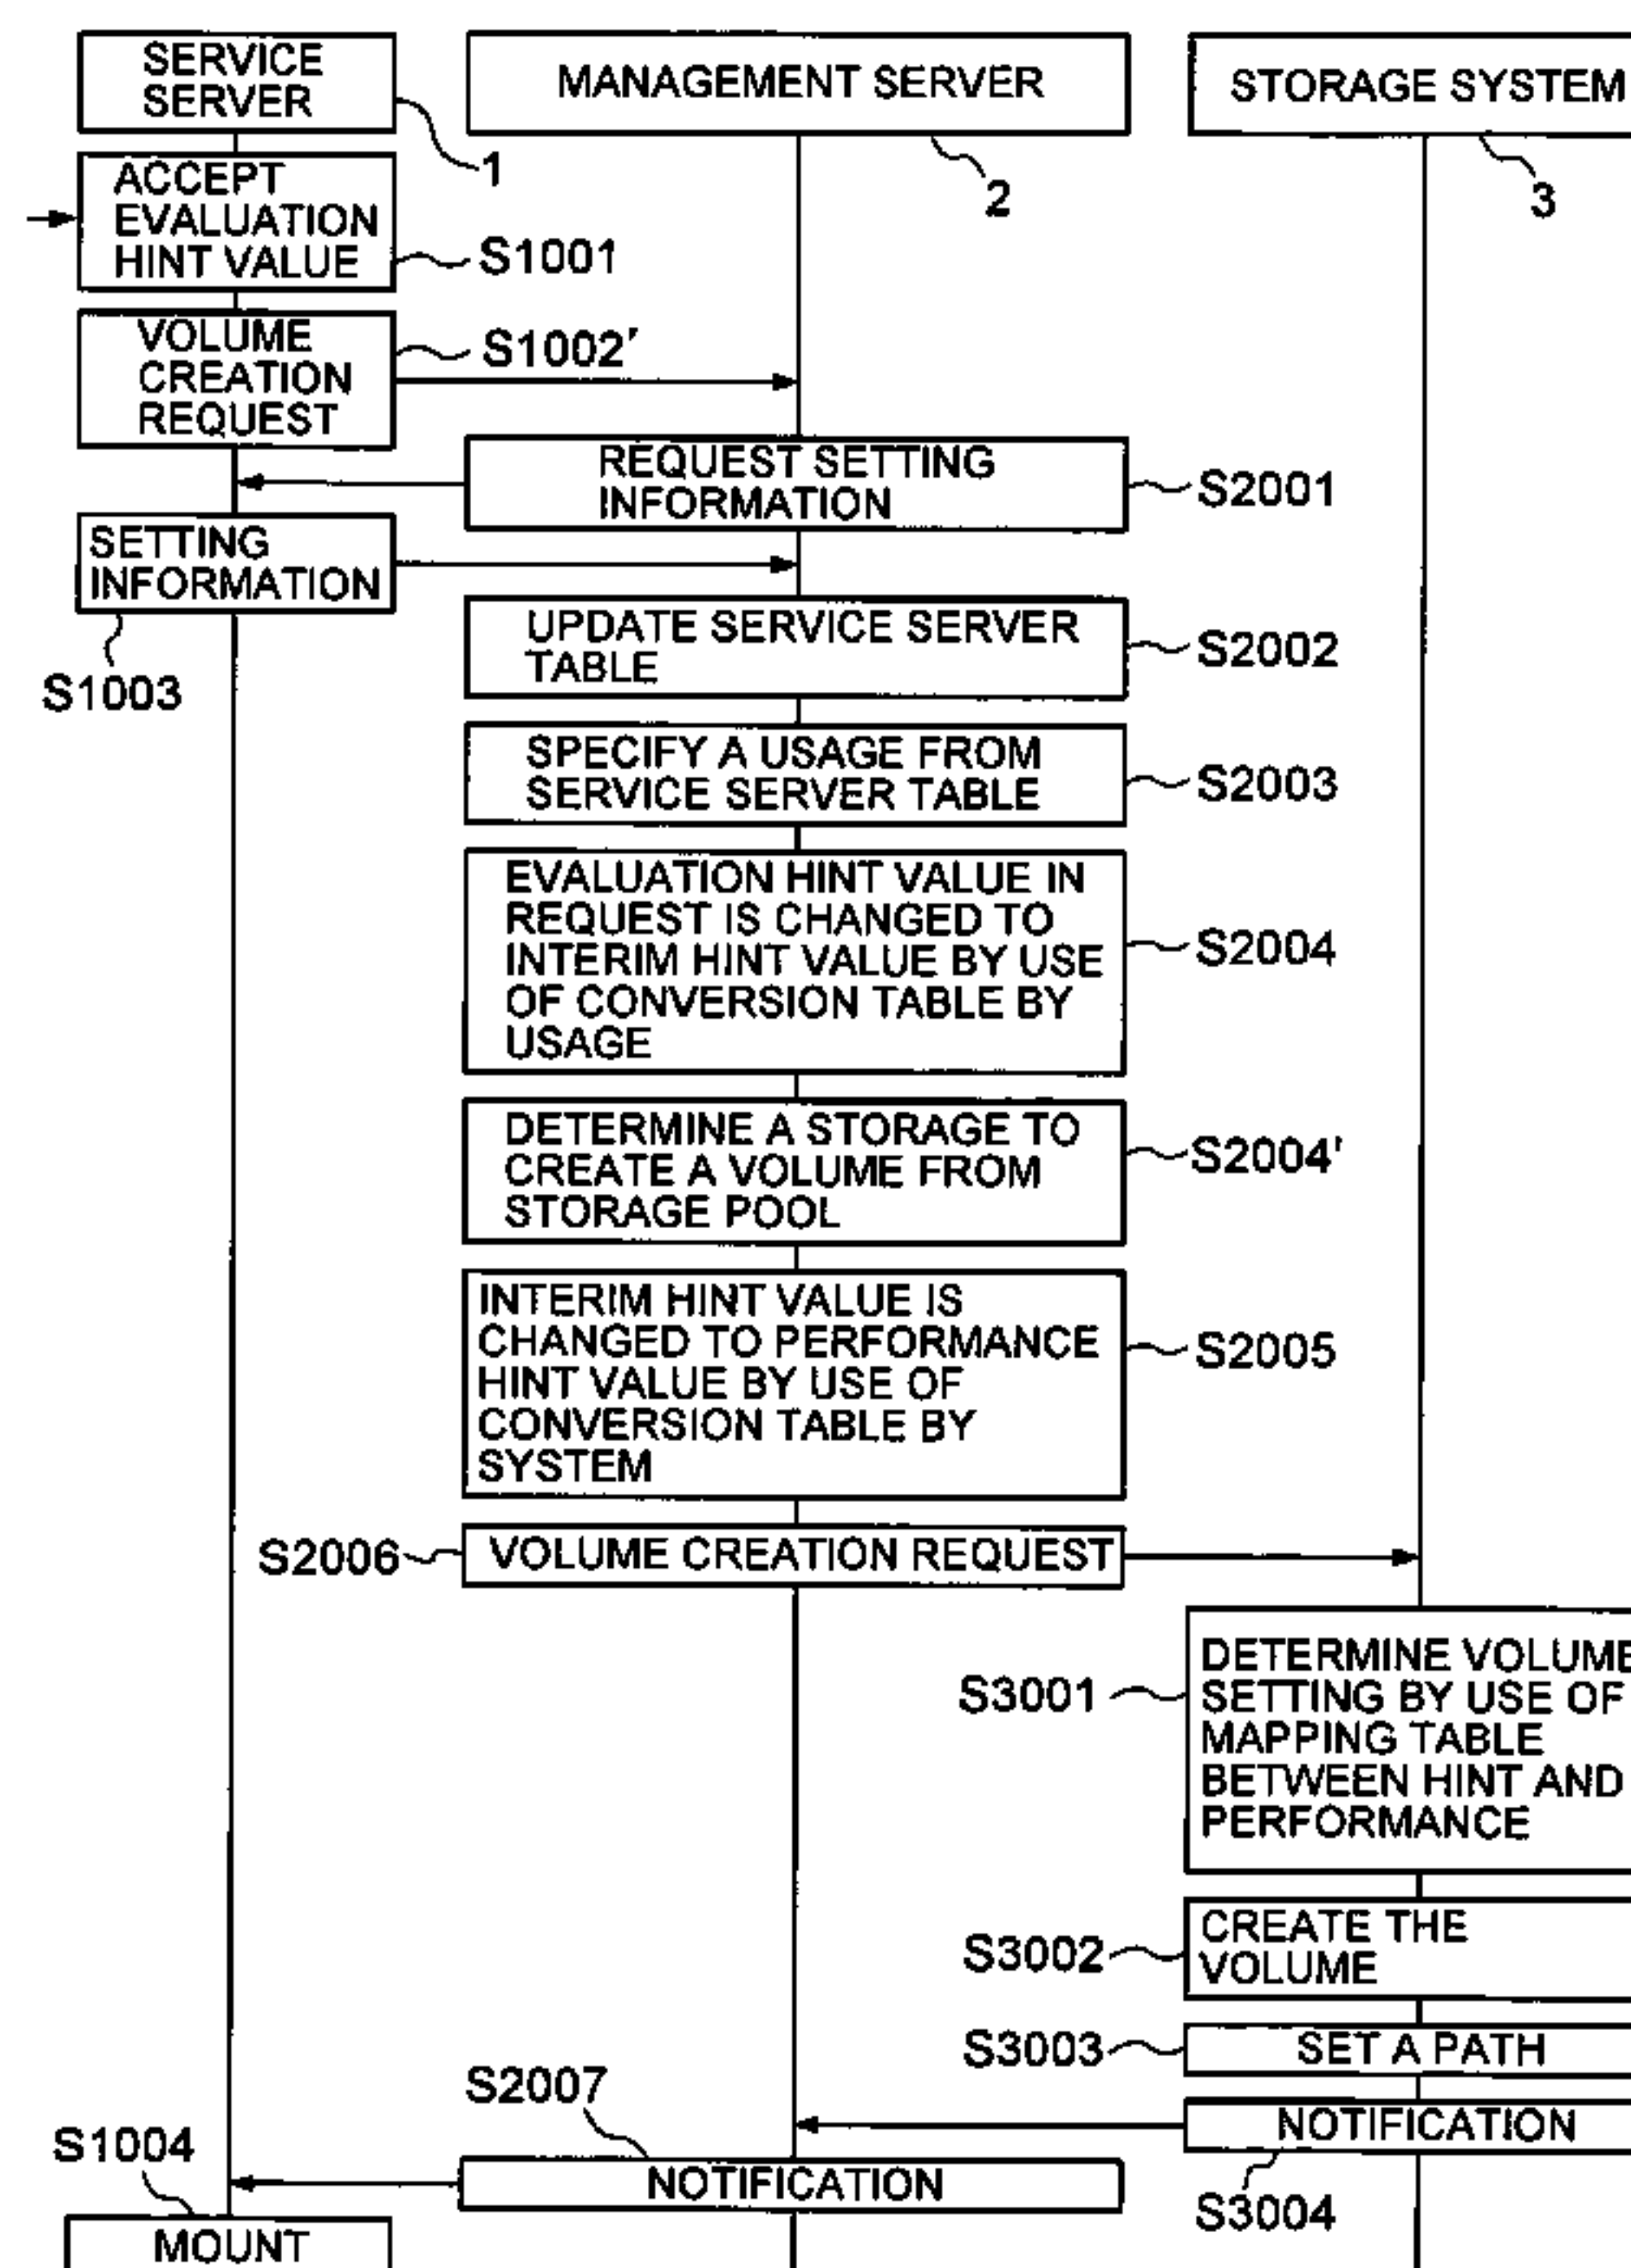 SERVICE
SERVER
MANAGEMENT SERVER
STORAGE SYSTEM
1
2
3
ACCEPT
EVALUATION
HINT VALUE
S1001
VOLUME
CREATION
REQUEST
S1002'
REQUEST SETTING
INFORMATION
S2001
SETTING
INFORMATION
S1003
UPDATE SERVICE SERVER
TABLE
S2002
SPECIFY A USAGE FROM
SERVICE SERVER TABLE
S2003
EVALUATION HINT VALUE IN
REQUEST IS CHANGED TO
INTERIM HINT VALUE BY USE
OF CONVERSION TABLE BY
USAGE
S2004
DETERMINE A STORAGE TO
CREATE A VOLUME FROM
STORAGE POOL
S2004'
INTERIM HINT VALUE IS
CHANGED TO PERFORMANCE
HINT VALUE BY USE OF
CONVERSION TABLE BY
SYSTEM
S2005
S2006
VOLUME CREATION REQUEST
S3001
DETERMINE VOLUME
SETTING BY USE OF
MAPPING TABLE
BETWEEN HINT AND
PERFORMANCE
S3002
CREATE THE
VOLUME
S3003
SET A PATH
S2007
NOTIFICATION
S3004
S1004
NOTIFICATION
MOUNT